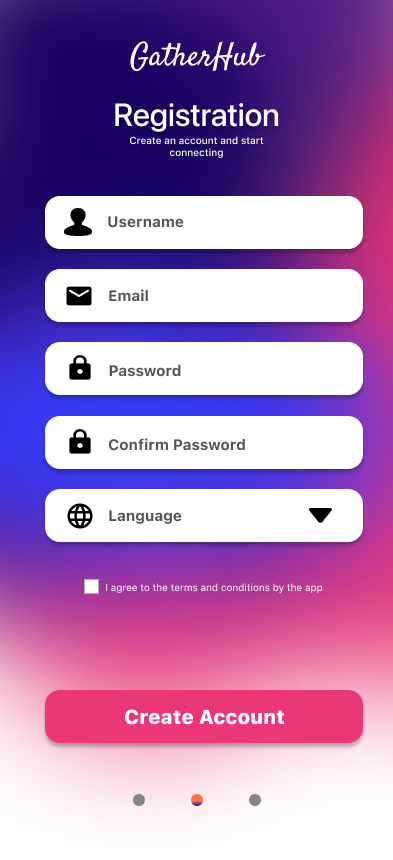 GatherHub
Registration
Create an account and start
connecting
Username
Email
Password
Confirm Password
Language
I agree to the terms and conditions by the app
Create Account